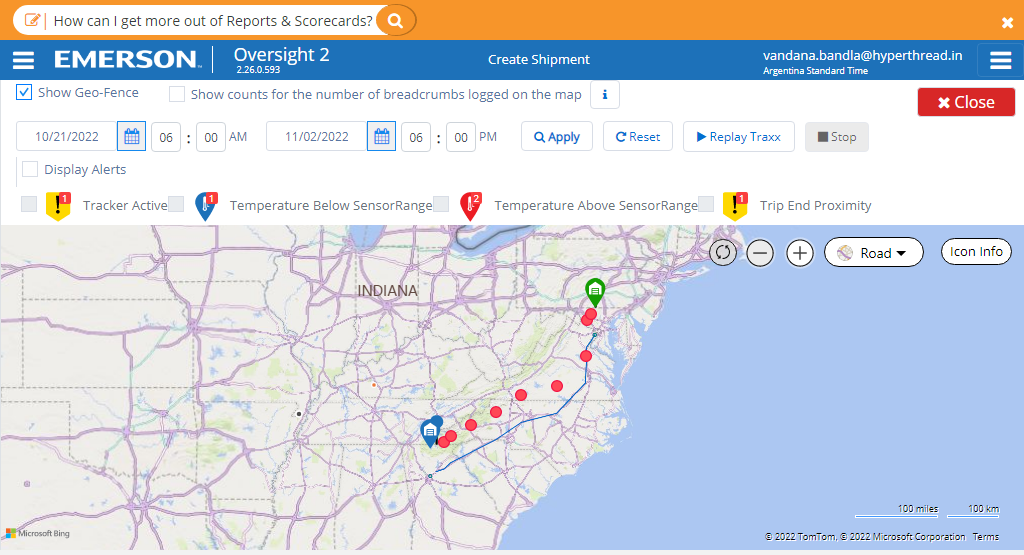 How can I get more out of Reports & Scorecards?
EMERSON
Oversight 2
2.26.0.593
Create Shipment
vandana.bandla@hyperthread.in
Argentina Standard Time
Show Geo-Fence
Show counts for the number of breadcrumbs logged on the map
i
Close
10/21/2022
06 : 00 AM
11/02/2022
06 : 00 PM
Apply
Reset
Replay Traxx
Stop
Display Alerts
1 Tracker Active
1 Temperature Below SensorRange
2 Temperature Above SensorRange
1 Trip End Proximity
Road
Icon Info
INDIANA
100 miles
100 km
Microsoft Bing
© 2022 TomTom, © 2022 Microsoft Corporation Terms